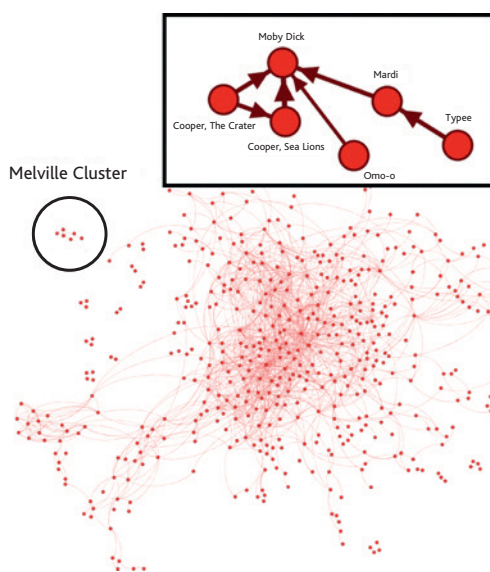 Moby Dick
Mardi
Typee
Cooper, The Crater
Cooper, Sea Lions
Omo-o
Melville Cluster